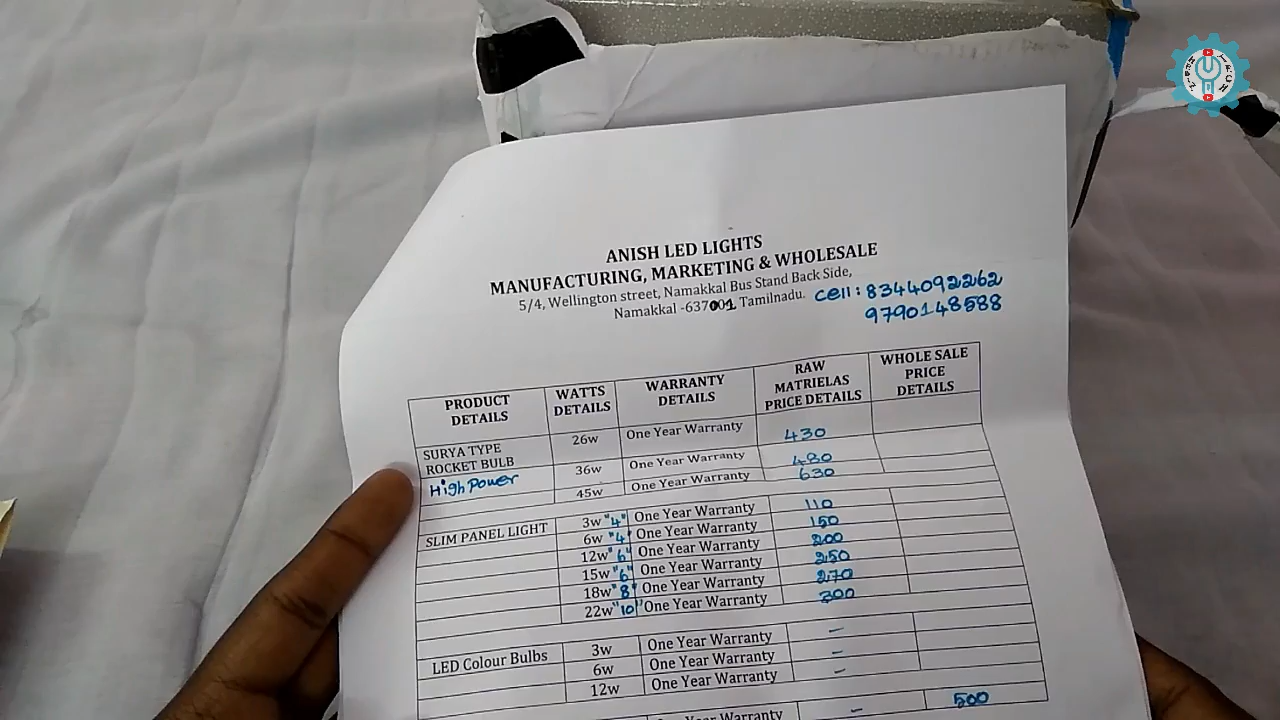 ANISH LED LIGHTS
MANUFACTURING, MARKETING & WHOLESALE
5/4, Wellington street, Namakkal Bus Stand Back Side,
Namakkal -637001 Tamilnadu. Cell: 8344092262
9790148588
PRODUCT DETAILS WATTS DETAILS WARRANTY DETAILS RAW MATRIELAS PRICE DETAILS WHOLE SALE PRICE DETAILS
SURYA TYPE ROCKET BULB 26w One Year Warranty 430
High Power 36w One Year Warranty 480
45w One Year Warranty 630
SLIM PANEL LIGHT 3w "4" One Year Warranty 110
6w "4" One Year Warranty 150
12w "6" One Year Warranty 200
15w "6" One Year Warranty 250
18w "8" One Year Warranty 270
22w "10" One Year Warranty 300
LED Colour Bulbs 3w One Year Warranty -
6w One Year Warranty -
12w One Year Warranty -
Year Warranty - 500